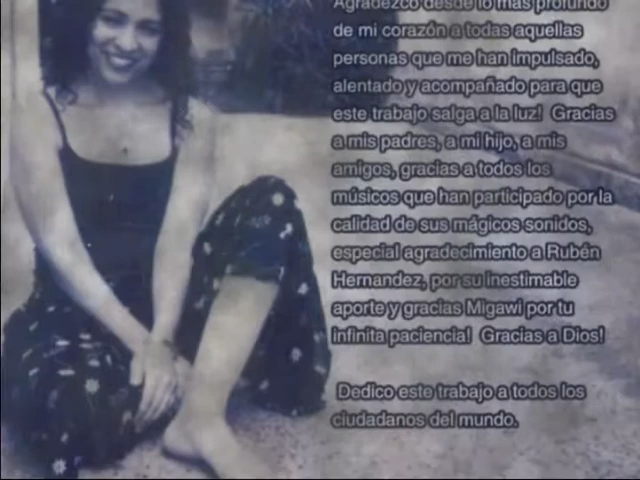 Agradezco desde lo más profundo
de mi corazón a todas aquellas
personas que me han impulsado,
alentado y acompañado para que
este trabajo salga a la luz! Gracias
a mis padres, a mi hijo, a mis
amigos, gracias a todos los
músicos que han participado por la
calidad de sus mágicos sonidos,
especial agradecimiento a Rubén
Hernandez, por su inestimable
aporte y gracias Migawi por tu
infinita paciencia! Gracias a Dios!
Dedico este trabajo a todos los
ciudadanos del mundo.